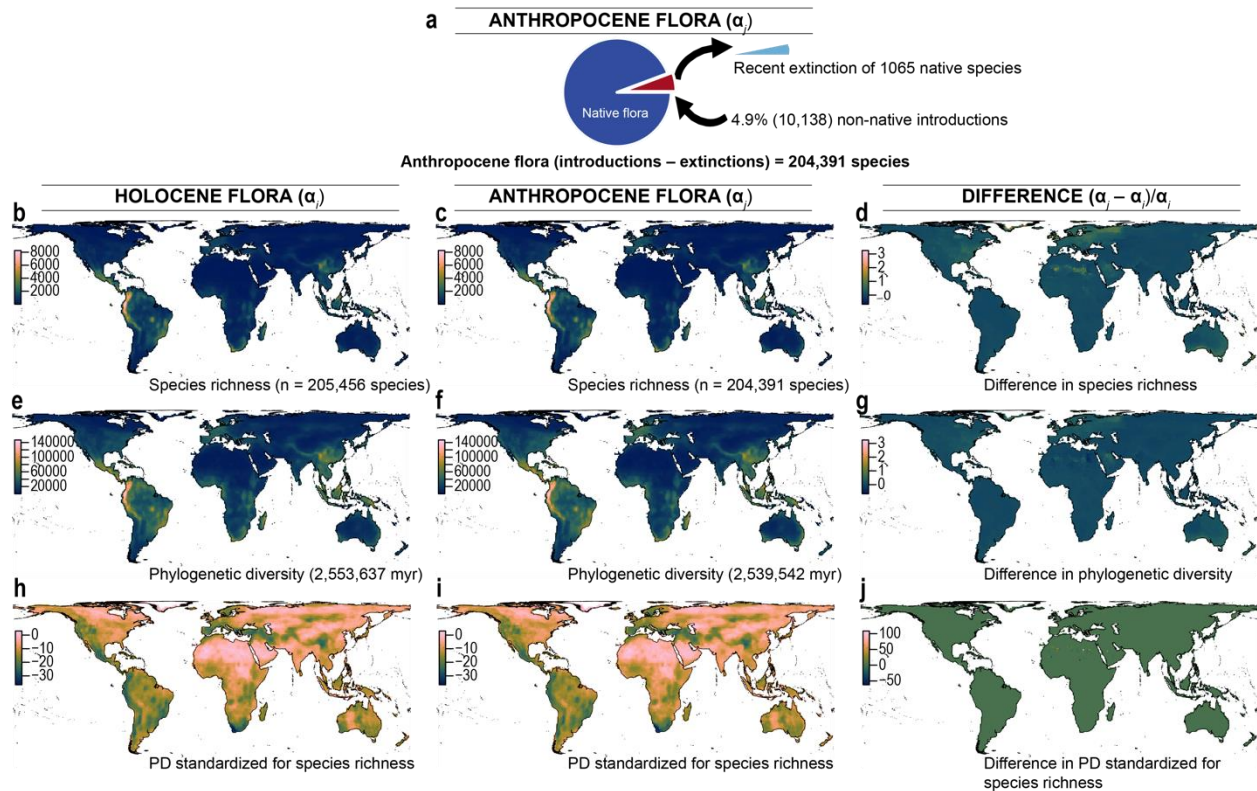 a
ANTHROPOCENE FLORA (αj)
Recent extinction of 1065 native species
Native flora
4.9% (10,138) non-native introductions
Anthropocene flora (introductions – extinctions) = 204,391 species
HOLOCENE FLORA (αi)
ANTHROPOCENE FLORA (αj)
DIFFERENCE (αj – αi)/αi
b
8000
6000
4000
2000
Species richness (n = 205,456 species)
c
8000
6000
4000
2000
Species richness (n = 204,391 species)
d
3
2
1
0
Difference in species richness
e
140000
100000
60000
20000
Phylogenetic diversity (2,553,637 myr)
f
140000
100000
60000
20000
Phylogenetic diversity (2,539,542 myr)
g
3
2
1
0
Difference in phylogenetic diversity
h
0
−10
−20
−30
PD standardized for species richness
i
0
−10
−20
−30
PD standardized for species richness
j
100
50
0
−50
Difference in PD standardized for
species richness